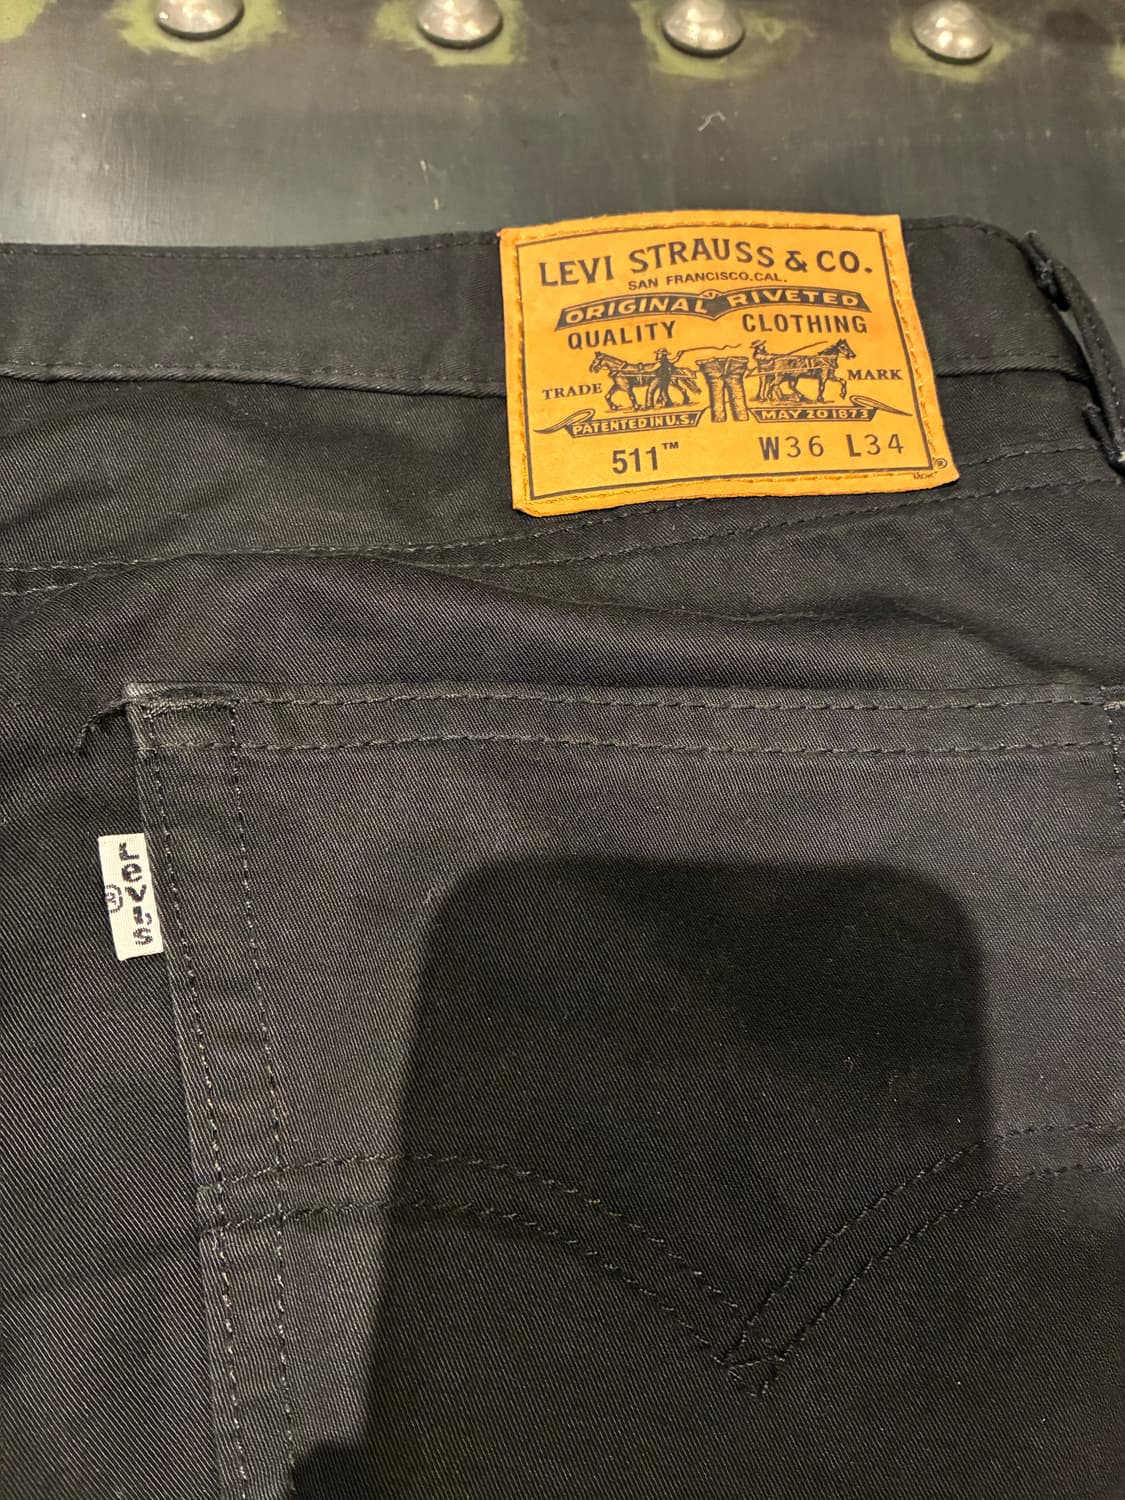 LEVI STRAUSS & CO.
SAN FRANCISCO, CAL.
ORIGINAL RIVETED
QUALITY CLOTHING
TRADE MARK
PATENTED IN U.S. MAY 20 1873
511™ W36 L34
®
LEVI'S
®